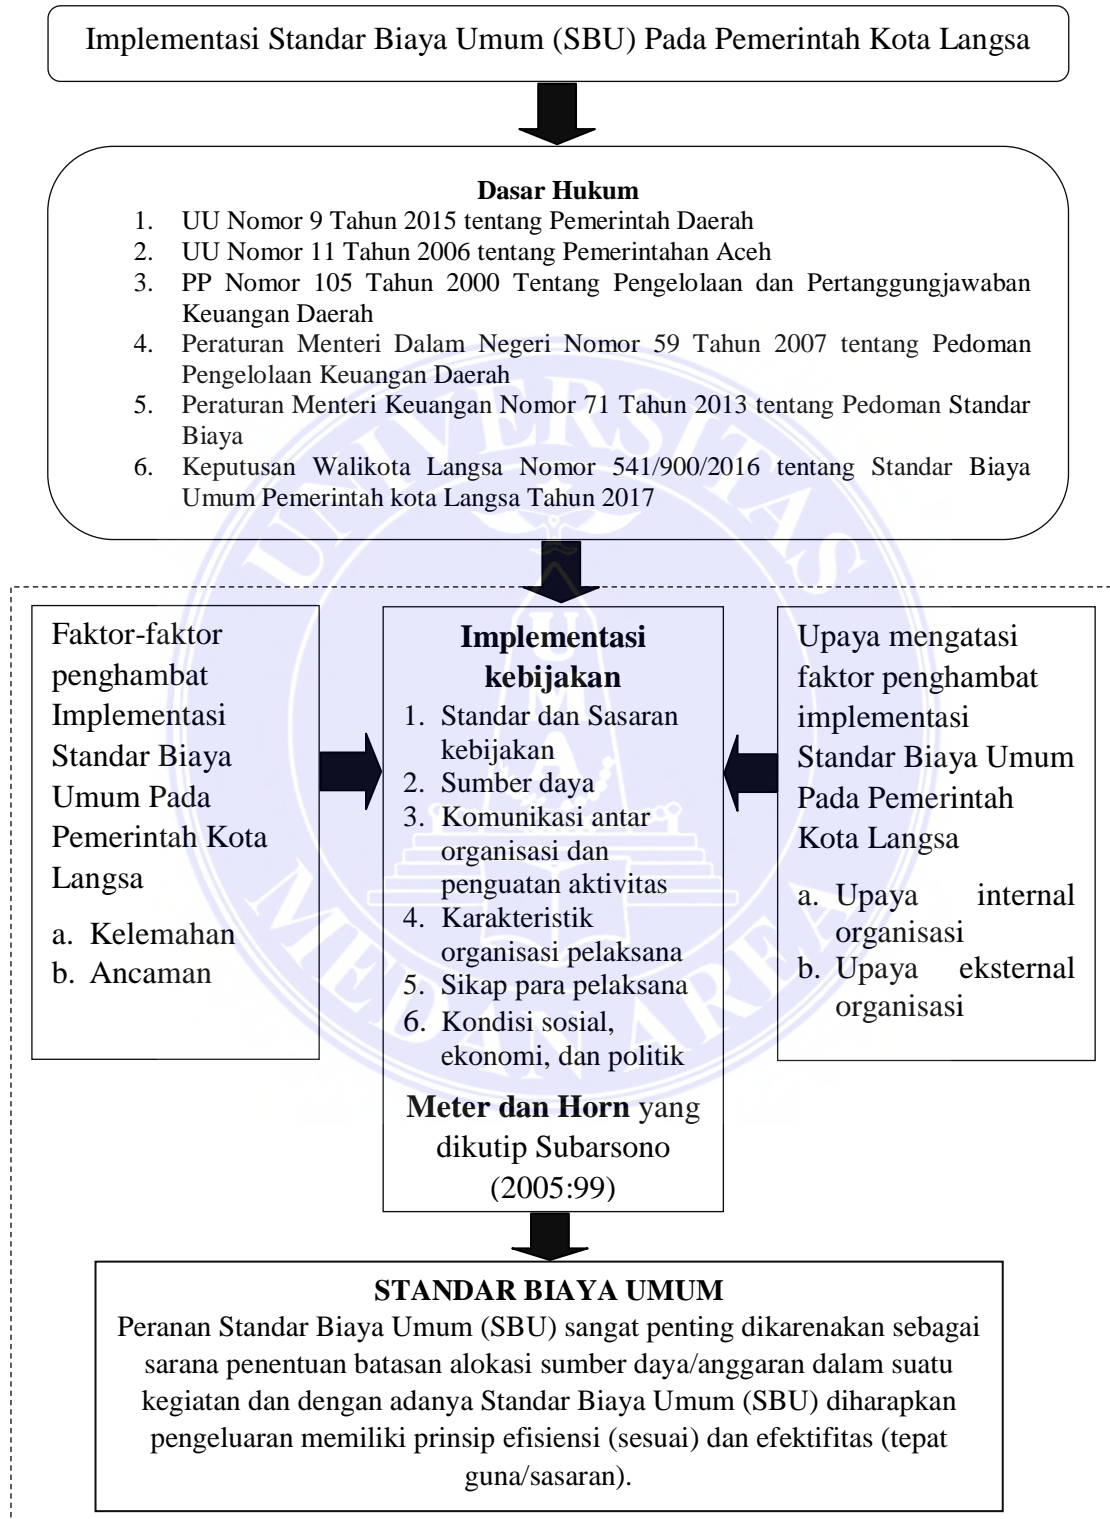 Implementasi Standar Biaya Umum (SBU) Pada Pemerintah Kota Langsa
Dasar Hukum
1. UU Nomor 9 Tahun 2015 tentang Pemerintah Daerah
2. UU Nomor 11 Tahun 2006 tentang Pemerintahan Aceh
3. PP Nomor 105 Tahun 2000 Tentang Pengelolaan dan Pertanggungjawaban
Keuangan Daerah
4. Peraturan Menteri Dalam Negeri Nomor 59 Tahun 2007 tentang Pedoman
Pengelolaan Keuangan Daerah
5. Peraturan Menteri Keuangan Nomor 71 Tahun 2013 tentang Pedoman Standar
Biaya
6. Keputusan Walikota Langsa Nomor 541/900/2016 tentang Standar Biaya
Umum Pemerintah kota Langsa Tahun 2017
Faktor-faktor
penghambat
Implementasi
Standar Biaya
Umum Pada
Pemerintah Kota
Langsa
a. Kelemahan
b. Ancaman
Implementasi
kebijakan
1. Standar dan Sasaran
kebijakan
2. Sumber daya
3. Komunikasi antar
organisasi dan
penguatan aktivitas
4. Karakteristik
organisasi pelaksana
5. Sikap para pelaksana
6. Kondisi sosial,
ekonomi, dan politik
Meter dan Horn yang
dikutip Subarsono
(2005:99)
Upaya mengatasi
faktor penghambat
implementasi
Standar Biaya Umum
Pada Pemerintah
Kota Langsa
a. Upaya internal
organisasi
b. Upaya eksternal
organisasi
STANDAR BIAYA UMUM
Peranan Standar Biaya Umum (SBU) sangat penting dikarenakan sebagai
sarana penentuan batasan alokasi sumber daya/anggaran dalam suatu
kegiatan dan dengan adanya Standar Biaya Umum (SBU) diharapkan
pengeluaran memiliki prinsip efisiensi (sesuai) dan efektifitas (tepat
guna/sasaran).
UNIVERSITAS
MEDAN AREA
UMA